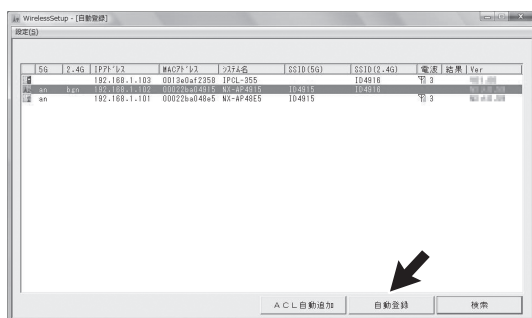 WirelessSetup - [自動登録]
設定(S)
5G 2.4G IPｱﾄﾞﾚｽ MACｱﾄﾞﾚｽ ｼｽﾃﾑ名 SSID(5G) SSID(2.4G) 電波 結果 Ver
192.168.1.103 0013e0af2358 IPCL-355 ID4916 3
an bgn 192.168.1.102 00022ba04915 NX-AP4915 ID4915 ID4916
an 192.168.1.101 00022ba048e5 NX-AP48E5 ID4915 3
ＡＣＬ自動追加 自動登録 検索